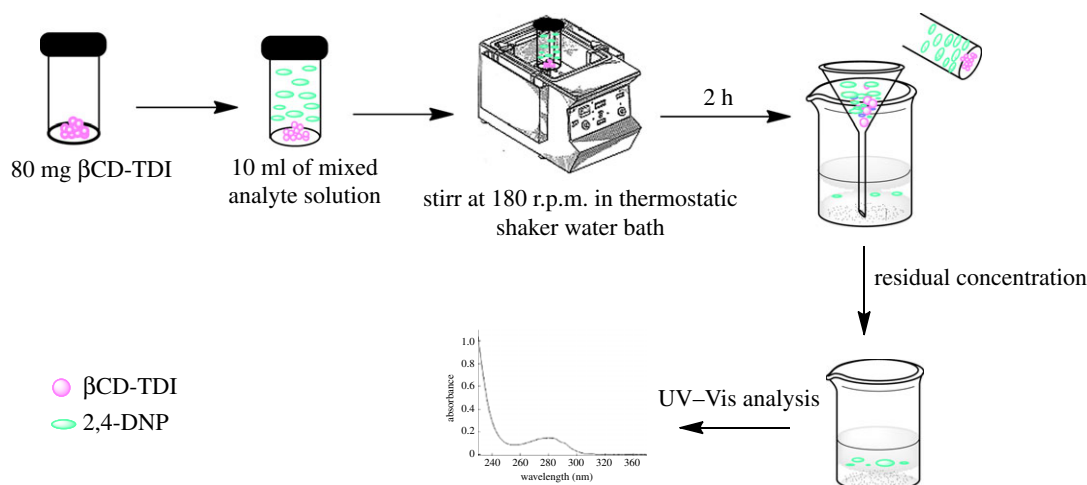 80 mg βCD-TDI
10 ml of mixed
analyte solution
stirr at 180 r.p.m. in thermostatic
shaker water bath
2 h
residual concentration
UV–Vis analysis
absorbance
1.0
0.8
0.6
0.4
0.2
0
240 260 280 300 320 340 360
wavelength (nm)
βCD-TDI
2,4-DNP